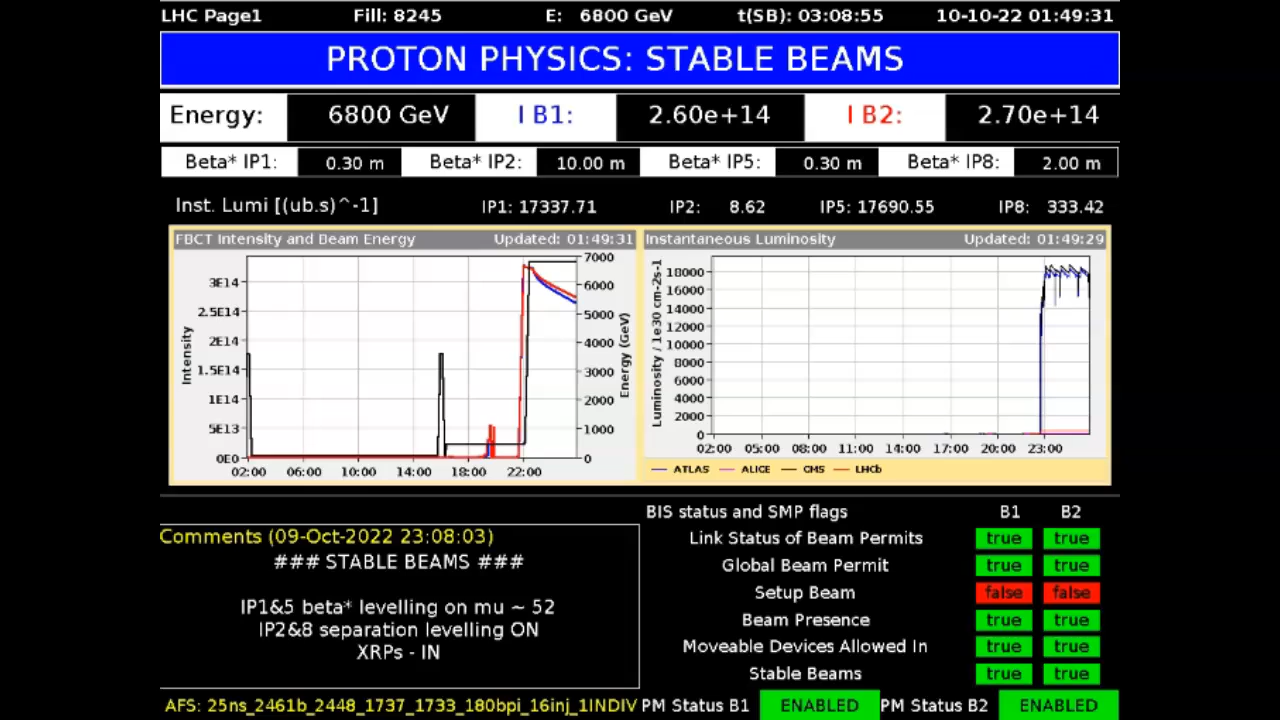 LHC Page1 Fill: 8245 E: 6800 GeV t(SB): 03:08:55 10-10-22 01:49:31
PROTON PHYSICS: STABLE BEAMS
Energy: 6800 GeV I B1: 2.60e+14 I B2: 2.70e+14
Beta* IP1: 0.30 m Beta* IP2: 10.00 m Beta* IP5: 0.30 m Beta* IP8: 2.00 m
Inst. Lumi [(ub.s)^-1] IP1: 17337.71 IP2: 8.62 IP5: 17690.55 IP8: 333.42
FBCT Intensity and Beam Energy Updated: 01:49:31
Intensity
3E14
2.5E14
2E14
1.5E14
1E14
5E13
0E0
7000
6000
5000
4000
3000
2000
1000
0
Energy (GeV)
02:00 06:00 10:00 14:00 18:00 22:00
Instantaneous Luminosity Updated: 01:49:29
Luminosity / 1e30 cm-2s-1
18000
16000
14000
12000
10000
8000
6000
4000
2000
0
02:00 05:00 08:00 11:00 14:00 17:00 20:00 23:00
ATLAS ALICE CMS LHCb
Comments (09-Oct-2022 23:08:03)
### STABLE BEAMS ###
IP1&5 beta* levelling on mu ~ 52
IP2&8 separation levelling ON
XRPs - IN
BIS status and SMP flags B1 B2
Link Status of Beam Permits true true
Global Beam Permit true true
Setup Beam false false
Beam Presence true true
Moveable Devices Allowed In true true
Stable Beams true true
AFS: 25ns_2461b_2448_1737_1733_180bpi_16inj_1INDIV PM Status B1 ENABLED PM Status B2 ENABLED